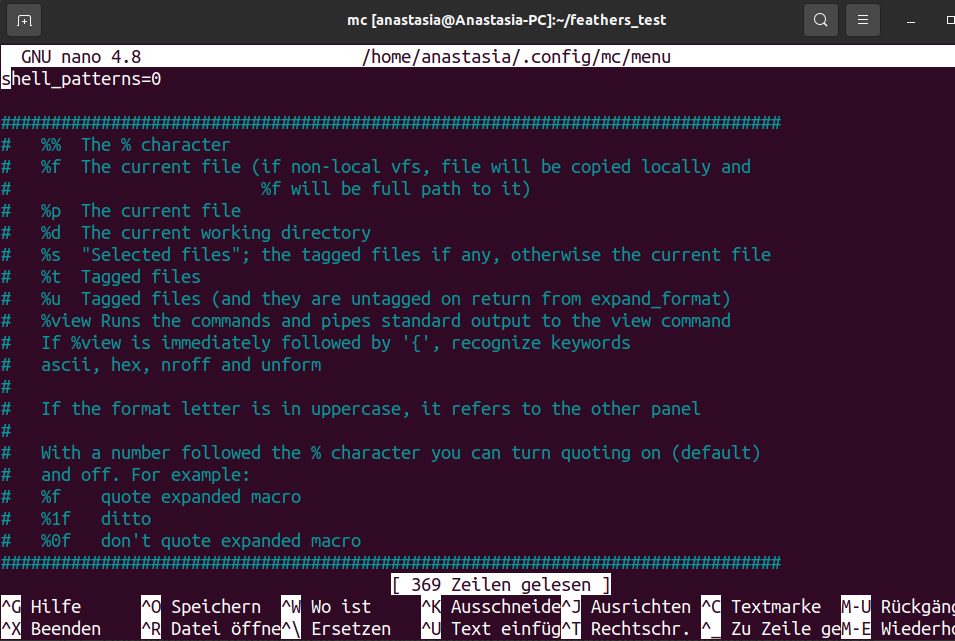 mc [anastasia@Anastasia-PC]:~/feathers_test
GNU nano 4.8 /home/anastasia/.config/mc/menu
shell_patterns=0
##############################################################################
# %% The % character
# %f The current file (if non-local vfs, file will be copied locally and
# %f will be full path to it)
# %p The current file
# %d The current working directory
# %s "Selected files"; the tagged files if any, otherwise the current file
# %t Tagged files
# %u Tagged files (and they are untagged on return from expand_format)
# %view Runs the commands and pipes standard output to the view command
# If %view is immediately followed by '{', recognize keywords
# ascii, hex, nroff and unform
#
# If the format letter is in uppercase, it refers to the other panel
#
# With a number followed the % character you can turn quoting on (default)
# and off. For example:
# %f quote expanded macro
# %1f ditto
# %0f don't quote expanded macro
##############################################################################
[ 369 Zeilen gelesen ]
^G Hilfe ^O Speichern ^W Wo ist ^K Ausschneide^J Ausrichten ^C Textmarke M-U Rückgäng
^X Beenden ^R Datei öffne^\ Ersetzen ^U Text einfüg^T Rechtschr. ^_ Zu Zeile geM-E Wiederho